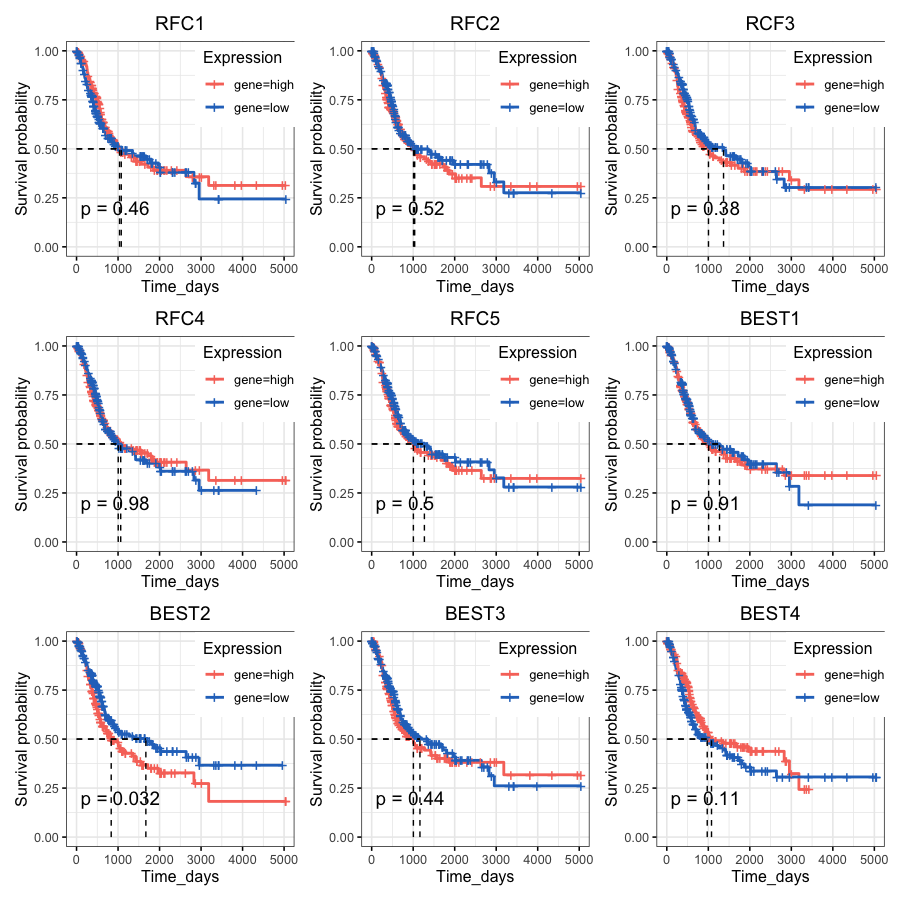 RFC1 RFC2 RCF3
Expression Expression Expression
gene=high gene=high gene=high
gene=low gene=low gene=low
Survival probability Survival probability Survival probability
1.00 1.00 1.00
0.75 0.75 0.75
0.50 0.50 0.50
0.25 0.25 0.25
p = 0.46 p = 0.52 p = 0.38
0.00 0.00 0.00
0 1000 2000 3000 4000 5000 0 1000 2000 3000 4000 5000 0 1000 2000 3000 4000 5000
Time_days Time_days Time_days
RFC4 RFC5 BEST1
Expression Expression Expression
gene=high gene=high gene=high
gene=low gene=low gene=low
Survival probability Survival probability Survival probability
1.00 1.00 1.00
0.75 0.75 0.75
0.50 0.50 0.50
0.25 0.25 0.25
p = 0.98 p = 0.5 p = 0.91
0.00 0.00 0.00
0 1000 2000 3000 4000 5000 0 1000 2000 3000 4000 5000 0 1000 2000 3000 4000 5000
Time_days Time_days Time_days
BEST2 BEST3 BEST4
Expression Expression Expression
gene=high gene=high gene=high
gene=low gene=low gene=low
Survival probability Survival probability Survival probability
1.00 1.00 1.00
0.75 0.75 0.75
0.50 0.50 0.50
0.25 0.25 0.25
p = 0.032 p = 0.44 p = 0.11
0.00 0.00 0.00
0 1000 2000 3000 4000 5000 0 1000 2000 3000 4000 5000 0 1000 2000 3000 4000 5000
Time_days Time_days Time_days